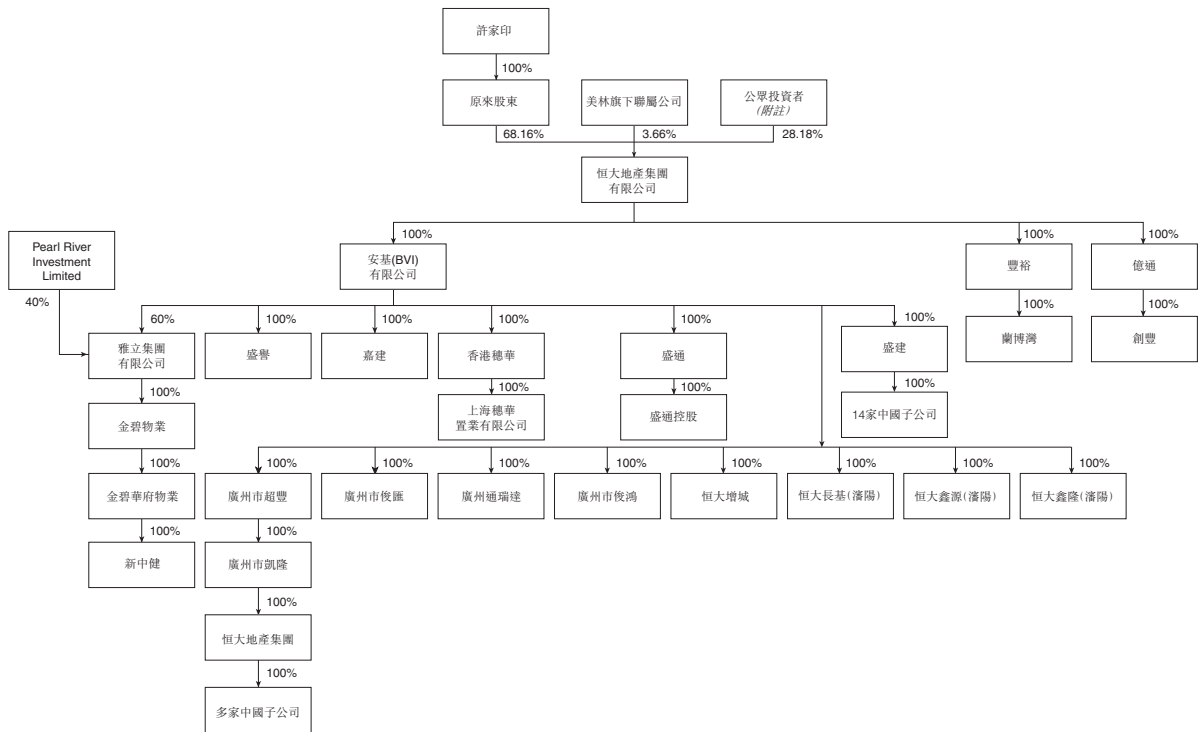 許家印
100%
原來股東
美林旗下聯屬公司
公眾投資者
(附註)
68.16%
3.66%
28.18%
恒大地產集團
有限公司
Pearl River
Investment
Limited
100%
100%
100%
安基(BVI)
有限公司
豐裕
億通
40%
60%
100%
100%
100%
100%
100%
100%
100%
雅立集團
有限公司
盛譽
嘉建
香港穗華
盛通
盛建
蘭博灣
創豐
100%
100%
100%
100%
金碧物業
上海穗華
置業有限公司
盛通控股
14家中國子公司
100%
100%
100%
100%
100%
100%
100%
100%
100%
金碧華府物業
廣州市超豐
廣州市俊匯
廣州通瑞達
廣州市俊鴻
恒大增城
恒大長基(瀋陽)
恒大鑫源(瀋陽)
恒大鑫隆(瀋陽)
100%
100%
新中健
廣州市凱隆
100%
恒大地產集團
100%
多家中國子公司